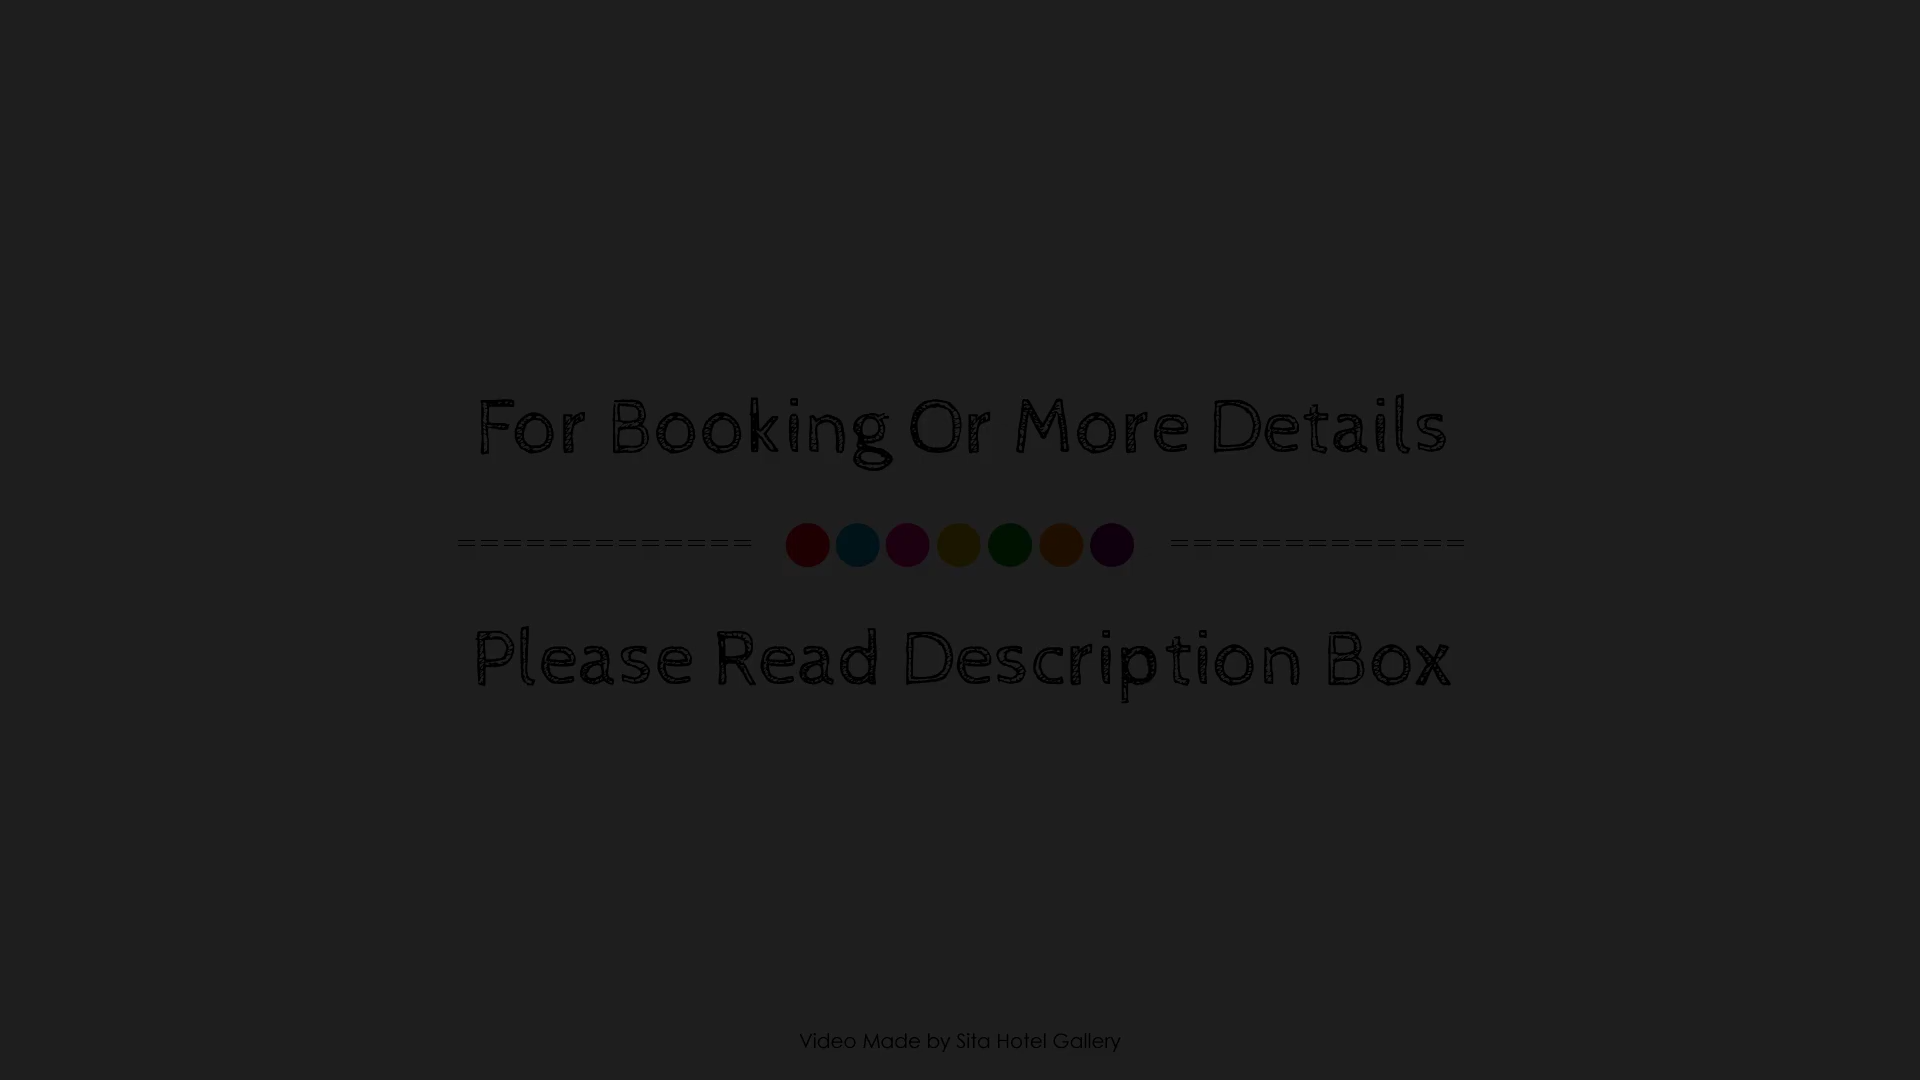 For Booking Or More Details
============= =============
Please Read Description Box
Video Made by Sita Hotel Gallery